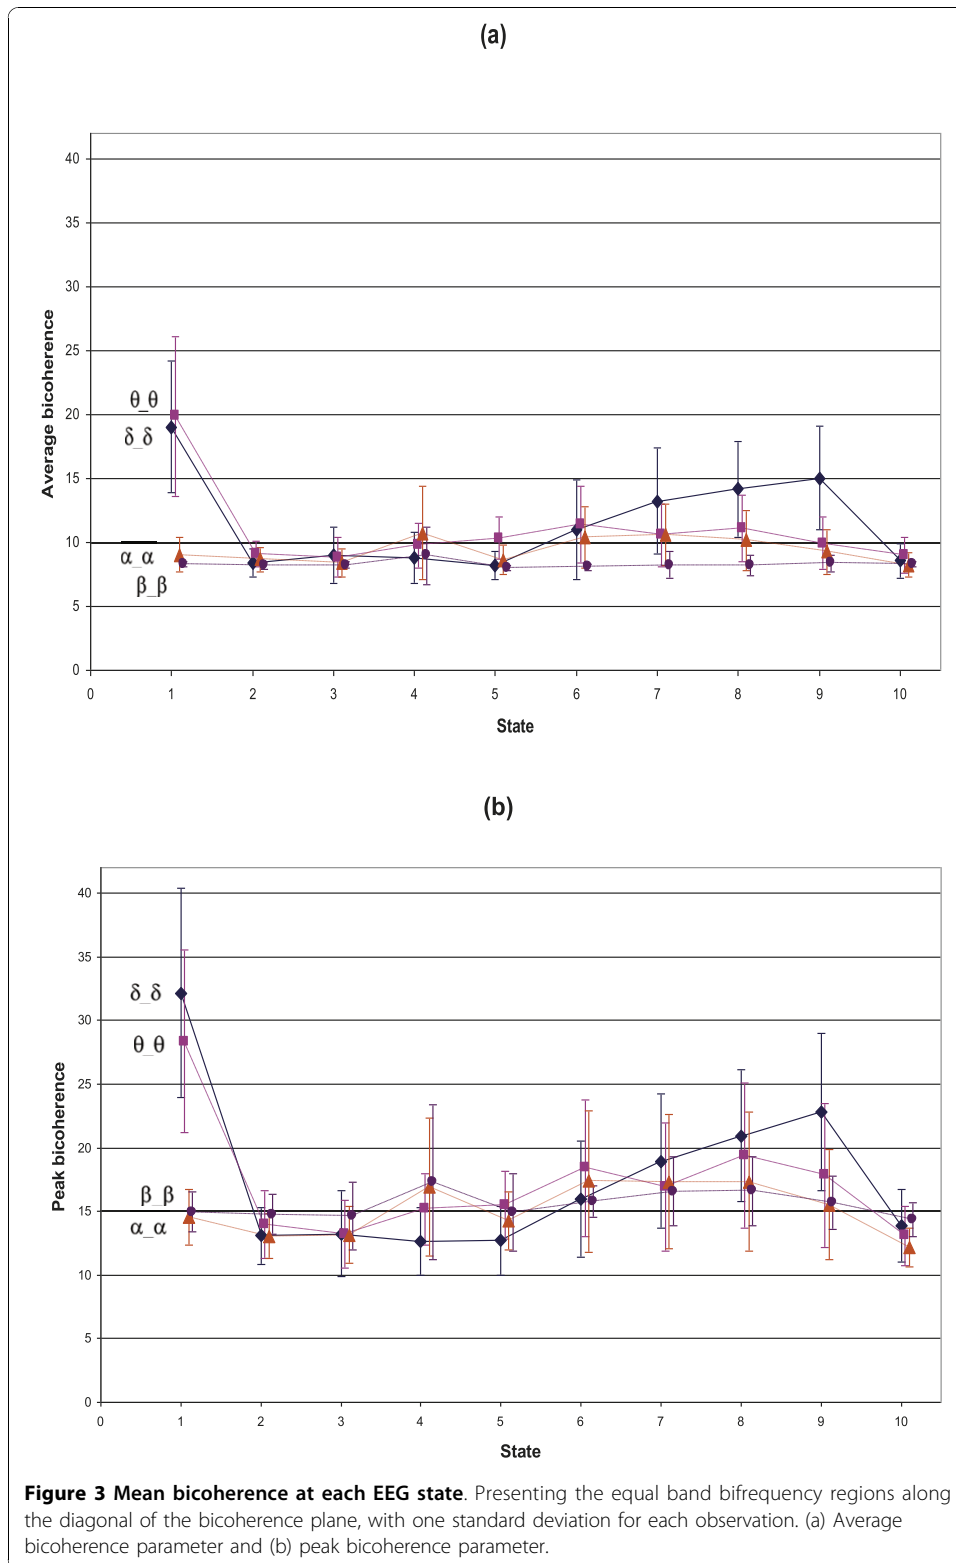 (a)
40
35
30
25
20
15
10
5
0
Average bicoherence
θ_θ
δ_δ
α_α
β_β
0 1 2 3 4 5 6 7 8 9 10
State
(b)
40
35
30
25
20
15
10
5
0
Peak bicoherence
δ_δ
θ_θ
β_β
α_α
0 1 2 3 4 5 6 7 8 9 10
State
Figure 3 Mean bicoherence at each EEG state. Presenting the equal band bifrequency regions along
the diagonal of the bicoherence plane, with one standard deviation for each observation. (a) Average
bicoherence parameter and (b) peak bicoherence parameter.